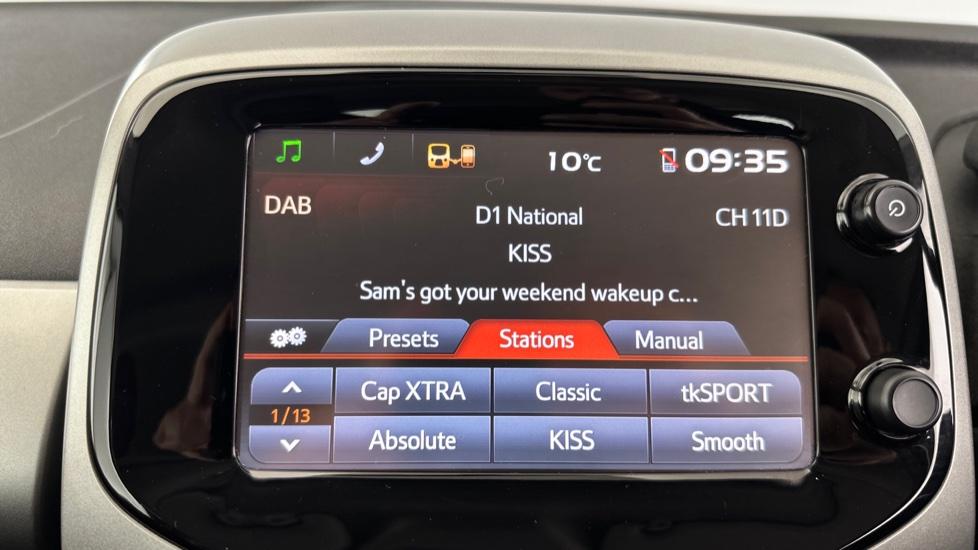 10°C 09:35
DAB D1 National CH 11D
KISS
Sam's got your weekend wakeup c...
Presets Stations Manual
Cap XTRA Classic tkSPORT
1/13
Absolute KISS Smooth